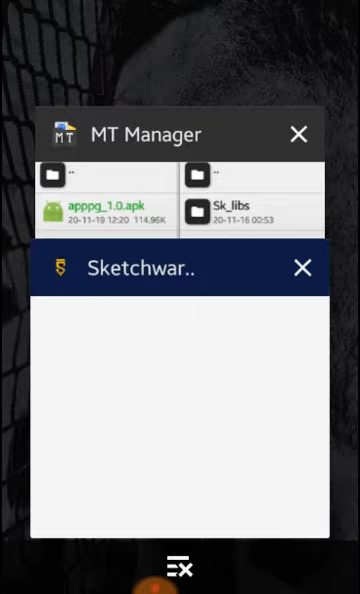 MT
MT Manager
..
..
apppg_1.0.apk
20-11-19 12:20 114.96K
Sk_libs
20-11-16 00:53
Sketchwar..